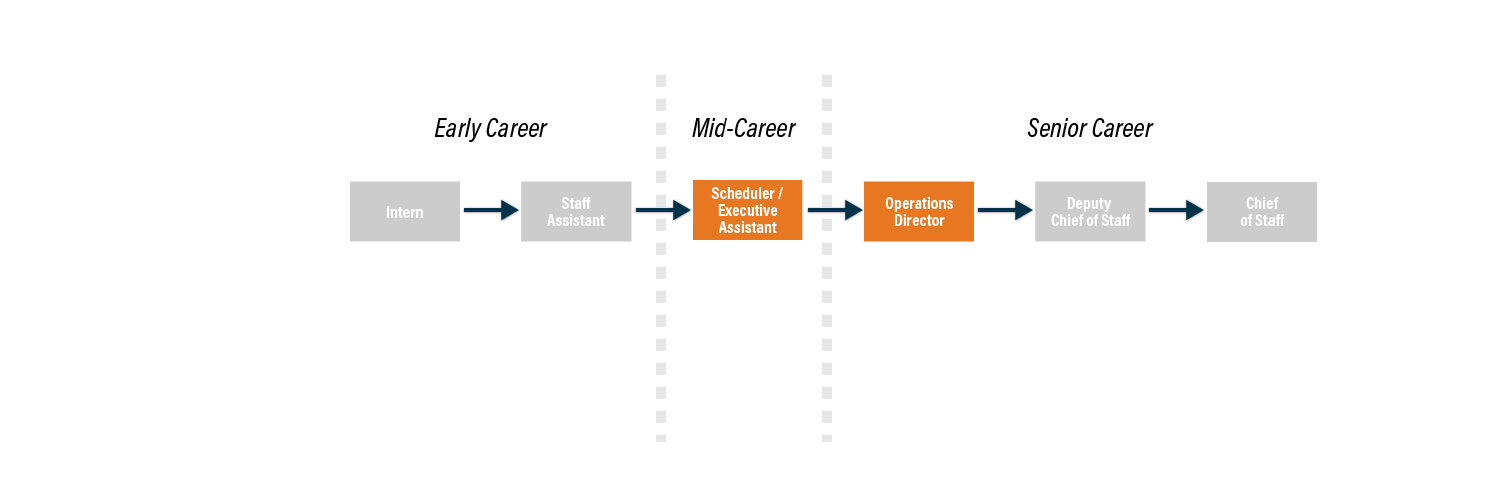 Early Career
Mid-Career
Senior Career
Intern
Staff
Assistant
Scheduler /
Executive
Assistant
Operations
Director
Deputy
Chief of Staff
Chief
of Staff